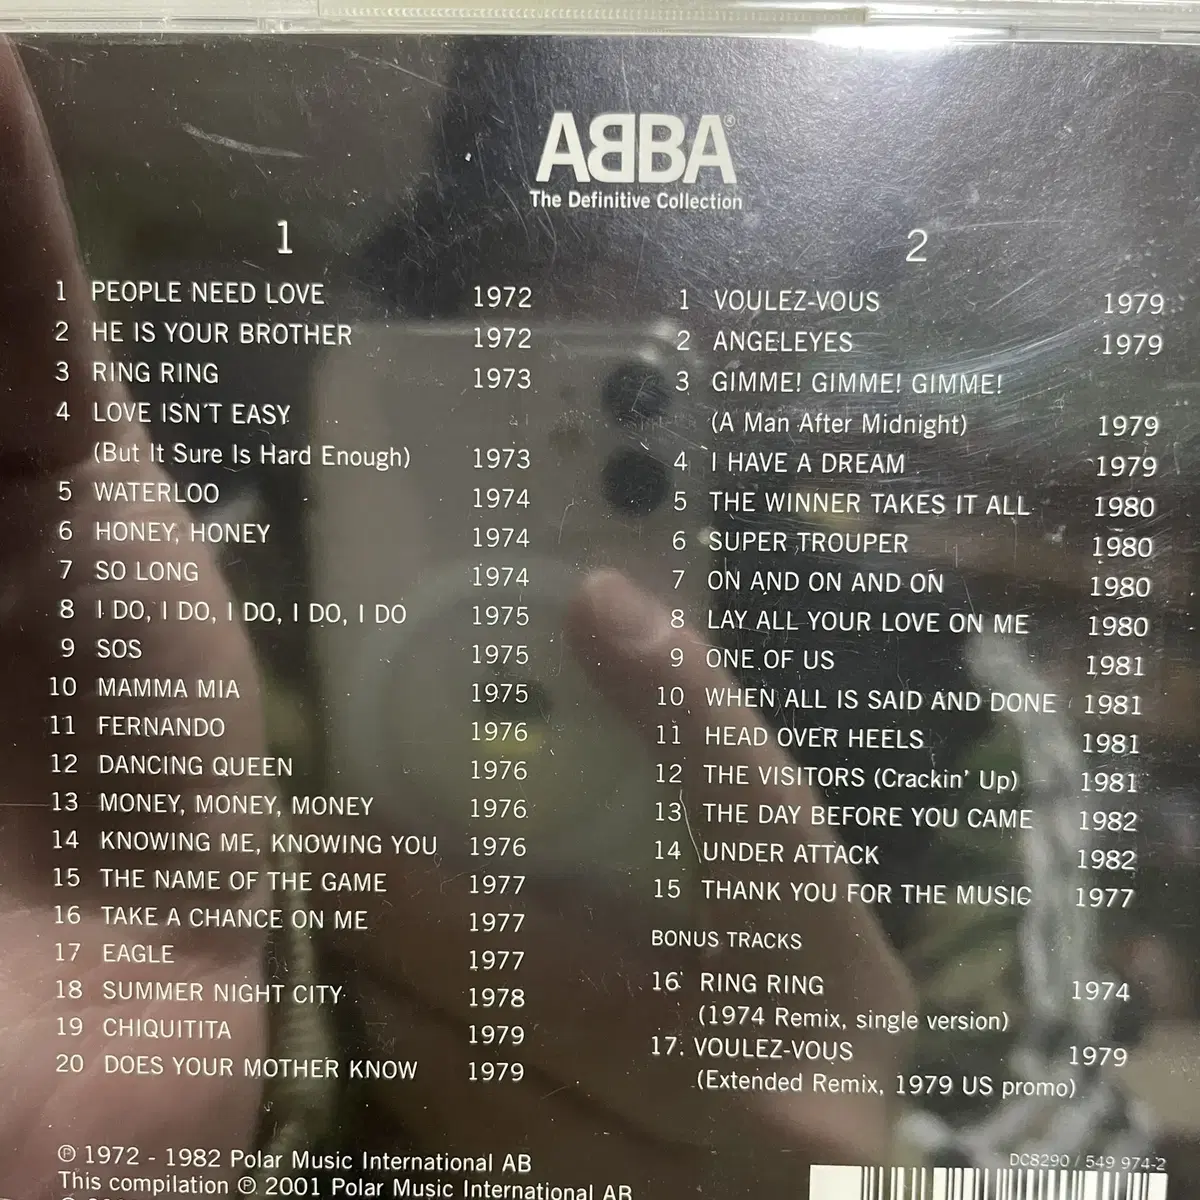 ABBA®
The Definitive Collection
1
1 PEOPLE NEED LOVE 1972
2 HE IS YOUR BROTHER 1972
3 RING RING 1973
4 LOVE ISN'T EASY
(But It Sure Is Hard Enough) 1973
5 WATERLOO 1974
6 HONEY, HONEY 1974
7 SO LONG 1974
8 I DO, I DO, I DO, I DO, I DO 1975
9 SOS 1975
10 MAMMA MIA 1975
11 FERNANDO 1976
12 DANCING QUEEN 1976
13 MONEY, MONEY, MONEY 1976
14 KNOWING ME, KNOWING YOU 1976
15 THE NAME OF THE GAME 1977
16 TAKE A CHANCE ON ME 1977
17 EAGLE 1977
18 SUMMER NIGHT CITY 1978
19 CHIQUITITA 1979
20 DOES YOUR MOTHER KNOW 1979
2
1 VOULEZ-VOUS 1979
2 ANGELEYES 1979
3 GIMME! GIMME! GIMME!
(A Man After Midnight) 1979
4 I HAVE A DREAM 1979
5 THE WINNER TAKES IT ALL 1980
6 SUPER TROUPER 1980
7 ON AND ON AND ON 1980
8 LAY ALL YOUR LOVE ON ME 1980
9 ONE OF US 1981
10 WHEN ALL IS SAID AND DONE 1981
11 HEAD OVER HEELS 1981
12 THE VISITORS (Crackin' Up) 1981
13 THE DAY BEFORE YOU CAME 1982
14 UNDER ATTACK 1982
15 THANK YOU FOR THE MUSIC 1977
BONUS TRACKS
16 RING RING 1974
(1974 Remix, single version)
17. VOULEZ-VOUS 1979
(Extended Remix, 1979 US promo)
℗ 1972 - 1982 Polar Music International AB
This compilation ℗ 2001 Polar Music International AB
DC8290 / 549 974-2